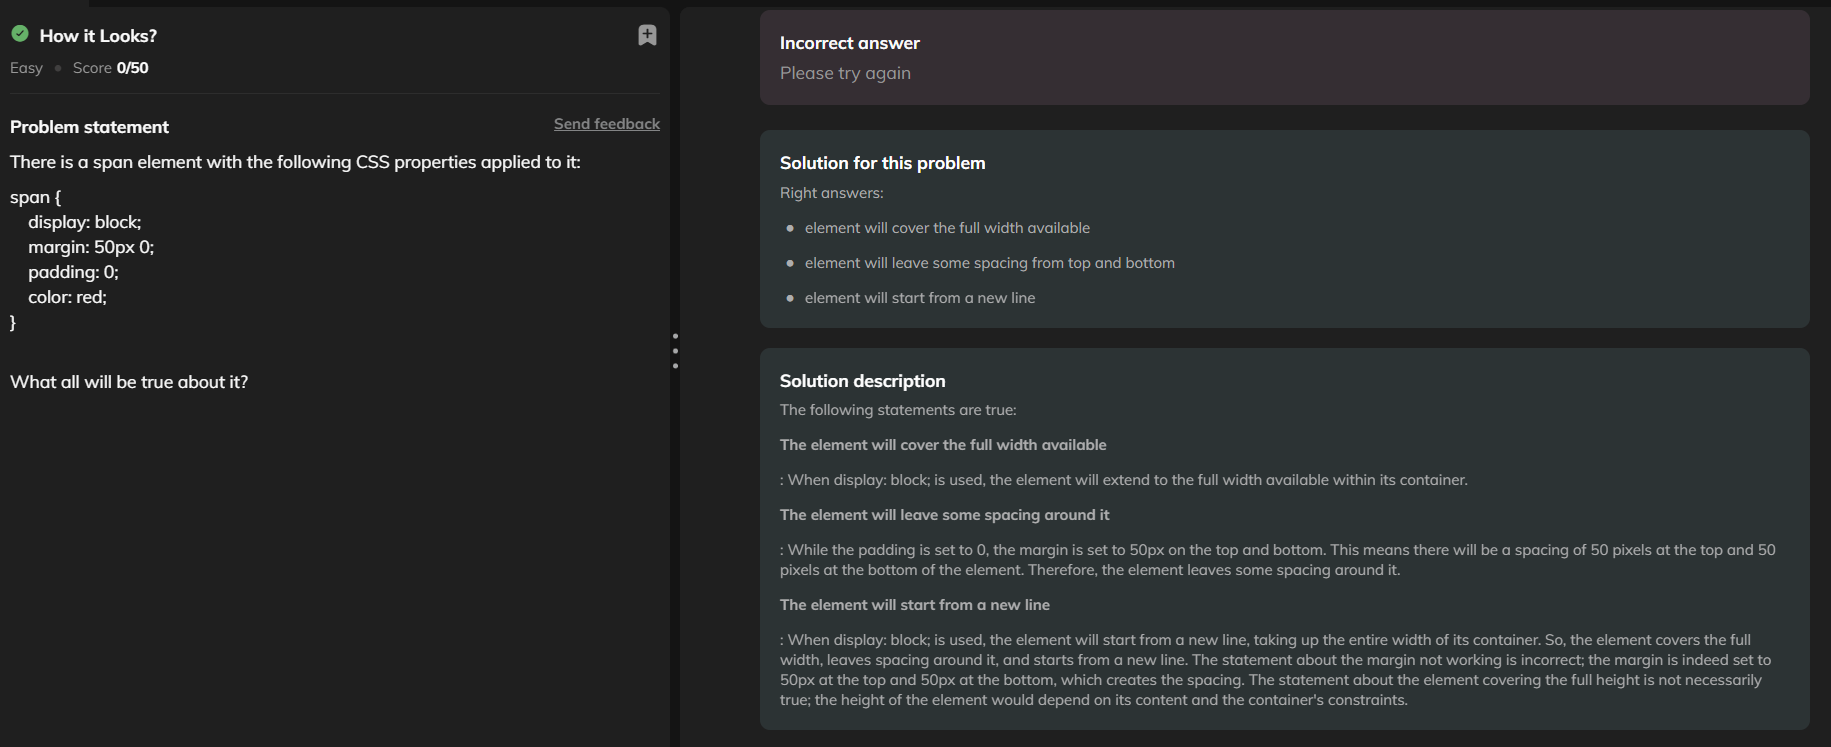 How it Looks?
Easy • Score 0/50
Problem statement
Send feedback
There is a span element with the following CSS properties applied to it:
span {
display: block;
margin: 50px 0;
padding: 0;
color: red;
}
What all will be true about it?
Incorrect answer
Please try again
Solution for this problem
Right answers:
• element will cover the full width available
• element will leave some spacing from top and bottom
• element will start from a new line
Solution description
The following statements are true:
The element will cover the full width available
: When display: block; is used, the element will extend to the full width available within its container.
The element will leave some spacing around it
: While the padding is set to 0, the margin is set to 50px on the top and bottom. This means there will be a spacing of 50 pixels at the top and 50
pixels at the bottom of the element. Therefore, the element leaves some spacing around it.
The element will start from a new line
: When display: block; is used, the element will start from a new line, taking up the entire width of its container. So, the element covers the full
width, leaves spacing around it, and starts from a new line. The statement about the margin not working is incorrect; the margin is indeed set to
50px at the top and 50px at the bottom, which creates the spacing. The statement about the element covering the full height is not necessarily
true; the height of the element would depend on its content and the container's constraints.